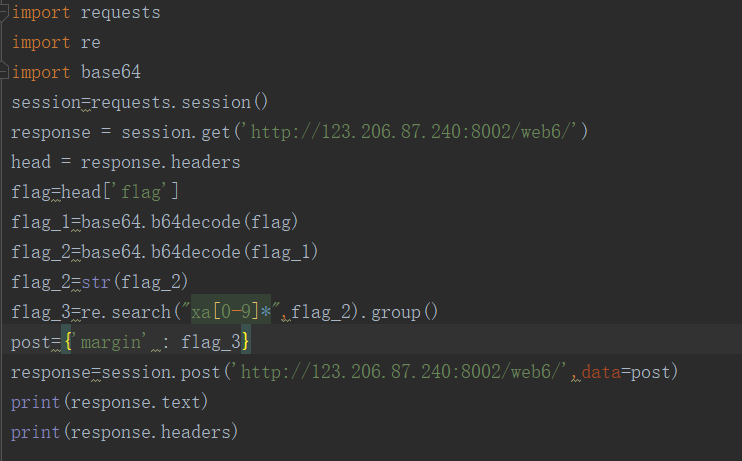 import requests
import re
import base64
session=requests.session()
response = session.get('http://123.206.87.240:8002/web6/')
head = response.headers
flag=head['flag']
flag_1=base64.b64decode(flag)
flag_2=base64.b64decode(flag_1)
flag_2=str(flag_2)
flag_3=re.search("xa[0-9]*",flag_2).group()
post={'margin' : flag_3}
response=session.post('http://123.206.87.240:8002/web6/',data=post)
print(response.text)
print(response.headers)